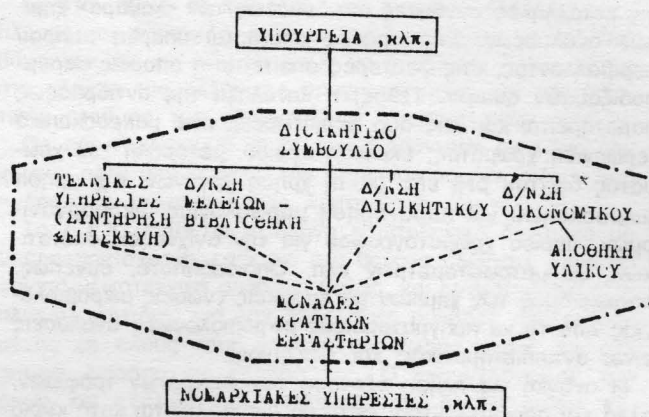 ΥΠΟΥΡΓΕΙΑ ,κλπ.
ΔΙΟΙΚΗΤΙΚΟ
ΣΥΜΒΟΥΛΙΟ
ΤΕΧΝΙΚΕΣ Δ/ΝΣΗ Δ/ΝΣΗ Δ/ΝΣΗ
ΥΠΗΡΕΣΙΕΣ ΜΕΛΕΤΩΝ ΔΙΟΙΚΗΤΙΚΟΥ ΟΙΚΟΝΟΜΙΚΟΥ
(ΣΥΝΤΗΡΗΣΗ ΒΙΒΛΙΟΘΗΚΗ
ΕΠΙΣΚΕΥΗ)
ΑΠΟΘΗΚΗ
ΥΛΙΚΟΥ
ΜΟΝΑΔΕΣ
ΚΡΑΤΙΚΩΝ
ΕΡΓΑΣΤΗΡΙΩΝ
ΝΟΜΑΡΧΙΑΚΕΣ ΥΠΗΡΕΣΙΕΣ ,κλπ.